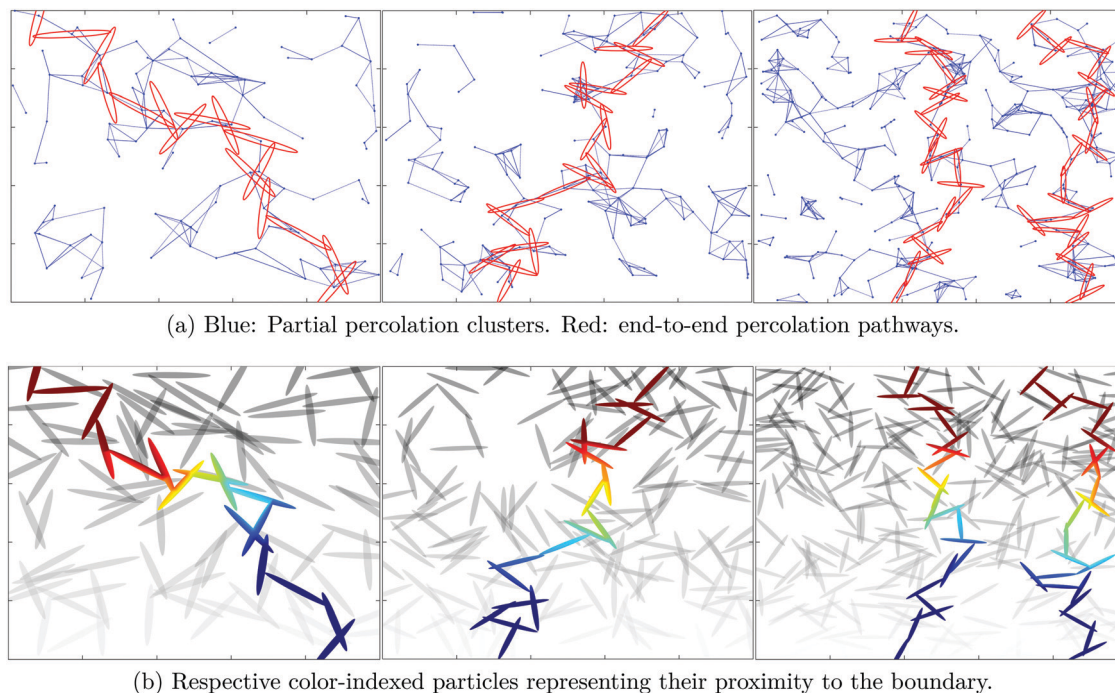 (a) Blue: Partial percolation clusters. Red: end-to-end percolation pathways.
(b) Respective color-indexed particles representing their proximity to the boundary.